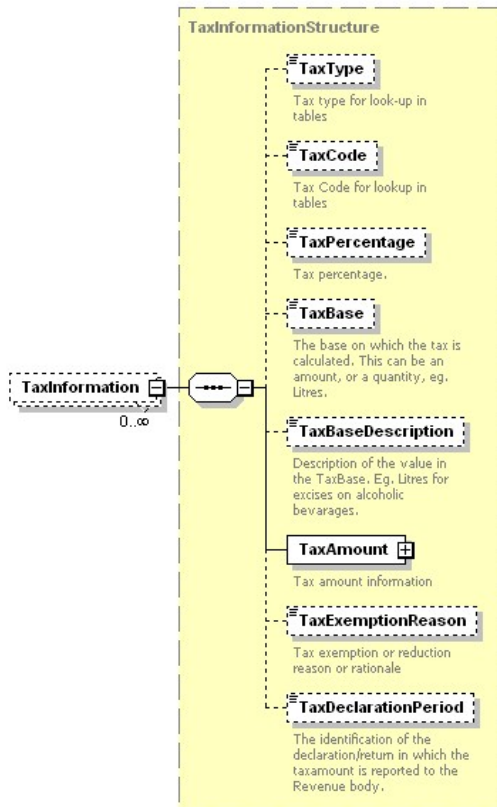 TaxInformationStructure
TaxType
Tax type for look-up in
tables
TaxCode
Tax Code for lookup in
tables
TaxPercentage
Tax percentage.
TaxBase
The base on which the tax is
calculated. This can be an
amount, or a quantity, eg.
Litres.
TaxInformation
0..∞
TaxBaseDescription
Description of the value in
the TaxBase. Eg. Litres for
excises on alcoholic
bevarages.
TaxAmount
Tax amount information
TaxExemptionReason
Tax exemption or reduction
reason or rationale
TaxDeclarationPeriod
The identification of the
declaration/return in which the
taxamount is reported to the
Revenue body.